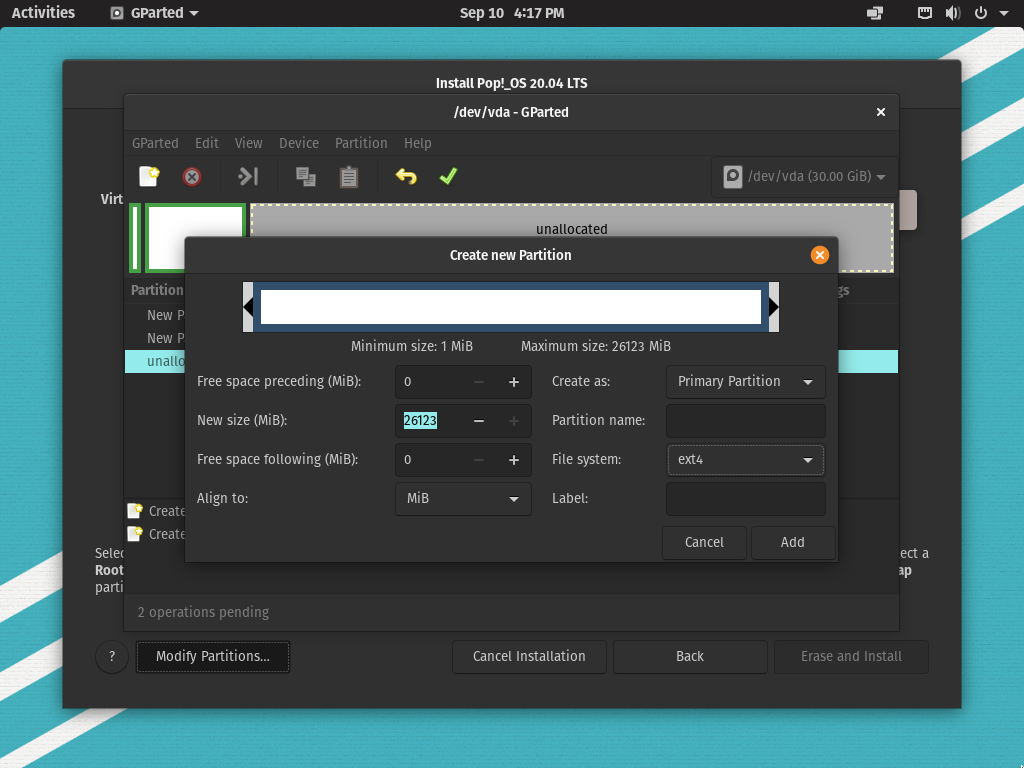 Activities GParted Sep 10 4:17 PM
Install Pop!_OS 20.04 LTS
/dev/vda - GParted
GParted Edit View Device Partition Help
/dev/vda (30.00 GiB)
Virt
unallocated
Create new Partition
Partition gs
New P
New P
unallo
Minimum size: 1 MiB Maximum size: 26123 MiB
Free space preceding (MiB): 0 Create as: Primary Partition
New size (MiB): 26123 Partition name:
Free space following (MiB): 0 File system: ext4
Align to: MiB Label:
Create
Create
Cancel Add
Selec ect a
Root ap
parti
2 operations pending
? Modify Partitions... Cancel Installation Back Erase and Install